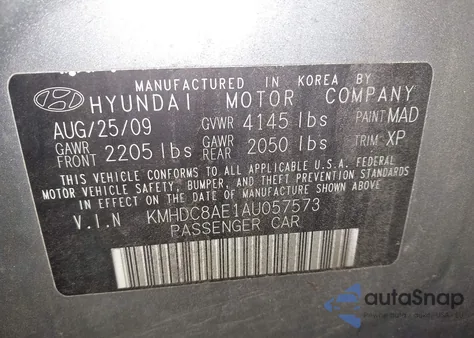 MANUFACTURED IN KOREA BY
HYUNDAI MOTOR COMPANY
AUG/25/09 GVWR 4145 lbs PAINT MAD
GAWR FRONT 2205 lbs GAWR REAR 2050 lbs TRIM XP
THIS VEHICLE CONFORMS TO ALL APPLICABLE U.S.A. FEDERAL
MOTOR VEHICLE SAFETY, BUMPER, AND THEFT PREVENTION STANDARDS
IN EFFECT ON THE DATE OF MANUFACTURE SHOWN ABOVE.
V.I.N KMHDC8AE1AU057573
PASSENGER CAR
autoSnap